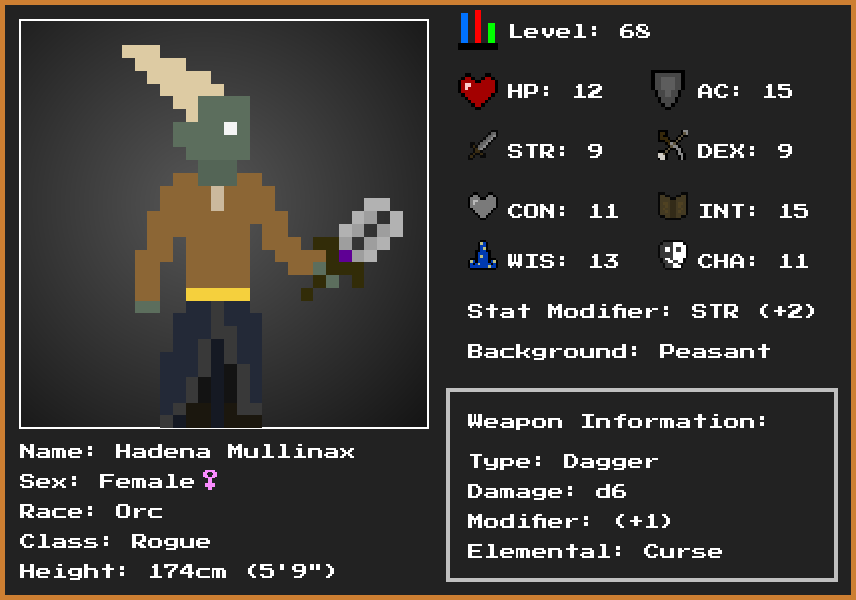 Level: 68
HP: 12 AC: 15
STR: 9 DEX: 9
CON: 11 INT: 15
WIS: 13 CHA: 11
Stat Modifier: STR (+2)
Background: Peasant
Weapon Information:
Type: Dagger
Damage: d6
Modifier: (+1)
Elemental: Curse
Name: Hadena Mullinax
Sex: Female♀
Race: Orc
Class: Rogue
Height: 174cm (5'9")